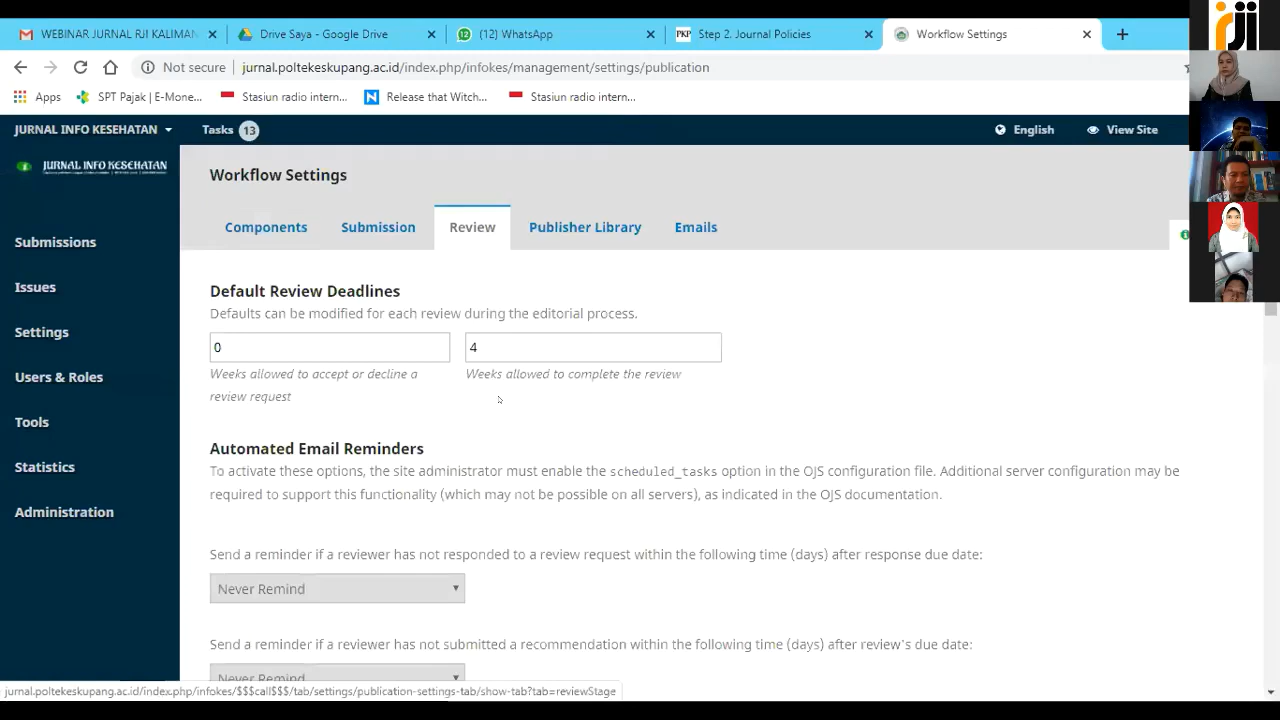 WEBINAR JURNAL RJI KALIMAN
Drive Saya - Google Drive
(12) WhatsApp
PKP Step 2. Journal Policies
Workflow Settings
rji
Not secure jurnal.poltekeskupang.ac.id/index.php/infokes/management/settings/publication
Apps
SPT Pajak | E-Mone...
Stasiun radio intern...
Release that Witch...
Stasiun radio intern...
JURNAL INFO KESEHATAN
Tasks 13
English
View Site
JURNAL INFO KESEHATAN
Submissions
Issues
Settings
Users & Roles
Tools
Statistics
Administration
Workflow Settings
Components
Submission
Review
Publisher Library
Emails
Default Review Deadlines
Defaults can be modified for each review during the editorial process.
0
4
Weeks allowed to accept or decline a
review request
Weeks allowed to complete the review
Automated Email Reminders
To activate these options, the site administrator must enable the scheduled_tasks option in the OJS configuration file. Additional server configuration may be
required to support this functionality (which may not be possible on all servers), as indicated in the OJS documentation.
Send a reminder if a reviewer has not responded to a review request within the following time (days) after response due date:
Never Remind
Send a reminder if a reviewer has not submitted a recommendation within the following time (days) after review's due date:
Never Remind
jurnal.poltekeskupang.ac.id/index.php/infokes/$$$call$$$/tab/settings/publication-settings-tab/show-tab?tab=reviewStage